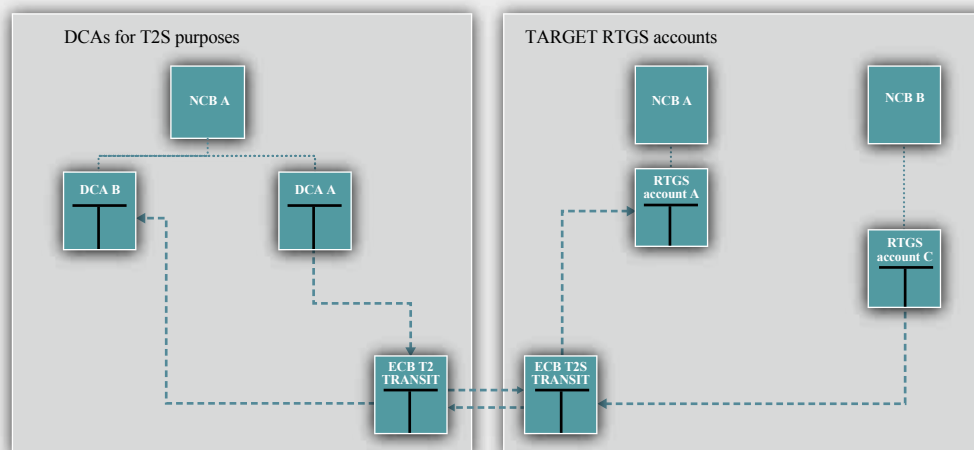 DCAs for T2S purposes
TARGET RTGS accounts
NCB A
NCB A
NCB B
DCA B
DCA A
RTGS
account A
RTGS
account C
ECB T2
TRANSIT
ECB T2S
TRANSIT